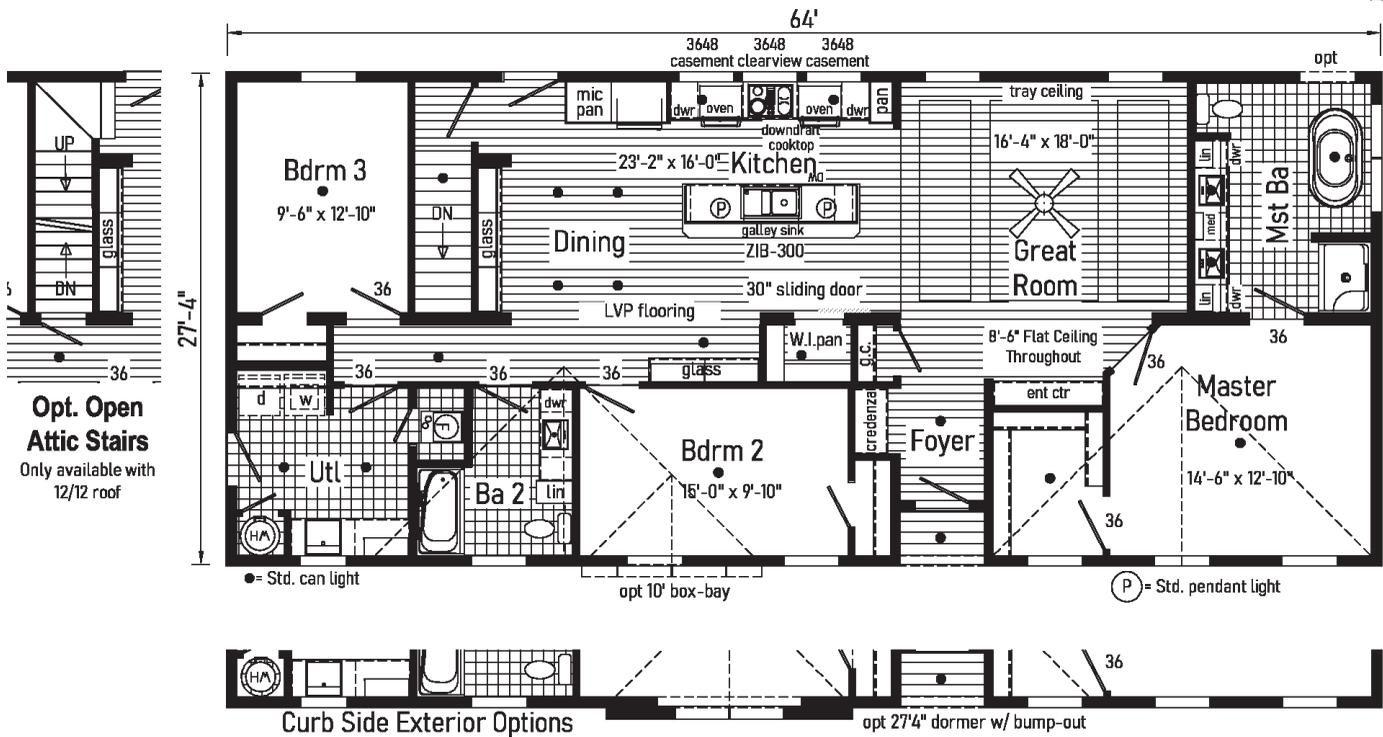 64'
3648 3648 3648
casement clearview casement
opt
27'-4"
UP
DN
glass
36
Opt. Open
Attic Stairs
Only available with
12/12 roof
Bdrm 3
9'-6" x 12'-10"
36
DN
glass
mic
pan
dwr
oven
oven
dwr
pan
downdraft
cooktop
23'-2" x 16'-0"
Kitchen
DW
P
P
galley sink
ZIB-300
Dining
30" sliding door
LVP flooring
W.I.pan
g.c.
glass
tray ceiling
16'-4" x 18'-0"
Great
Room
8'-6" Flat Ceiling
Throughout
ent ctr
lin
dwr
med
lin
dwr
Mst Ba
36
36
Master
Bedroom
14'-6" x 12'-10"
36
36
36
36
d
w
Utl
HW
F
Ba 2
dwr
lin
Bdrm 2
15'-0" x 9'-10"
credenza
Foyer
●= Std. can light
opt 10' box-bay
P = Std. pendant light
HW
36
Curb Side Exterior Options
opt 27'4" dormer w/ bump-out